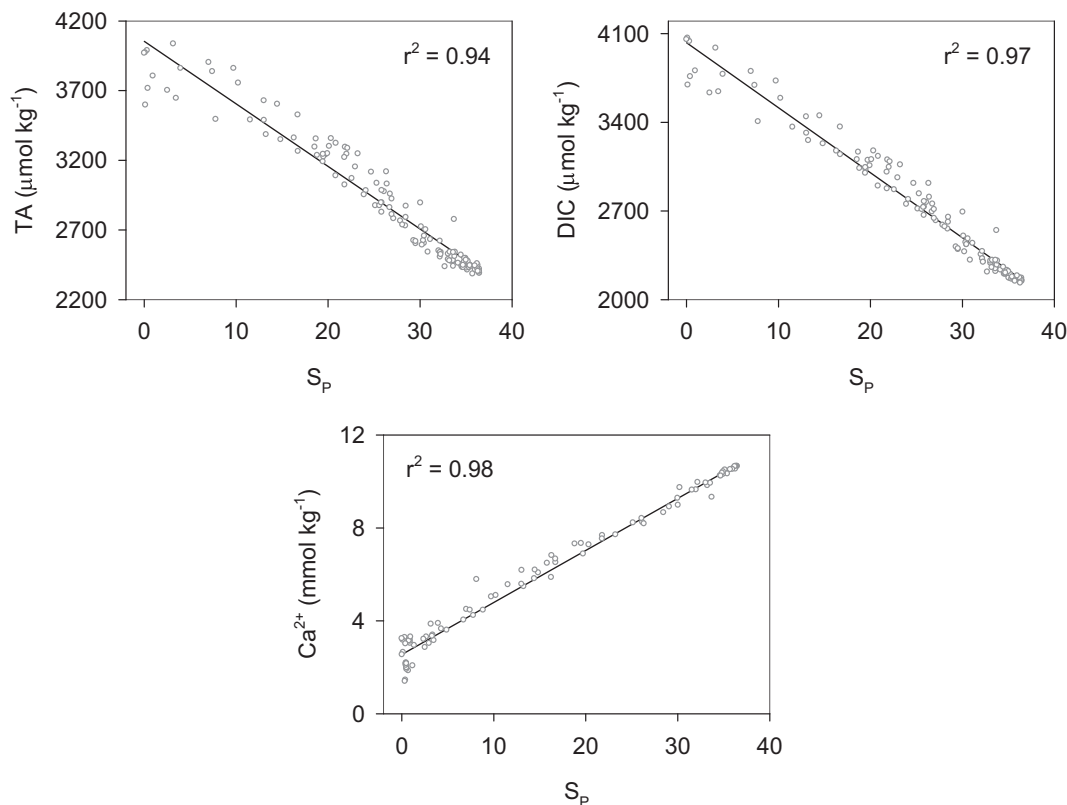 r² = 0.94
TA (μmol kg⁻¹)
4200
3700
3200
2700
2200
0 10 20 30 40
S_P
r² = 0.97
DIC (μmol kg⁻¹)
4100
3400
2700
2000
0 10 20 30 40
S_P
r² = 0.98
Ca²⁺ (mmol kg⁻¹)
12
8
4
0
0 10 20 30 40
S_P